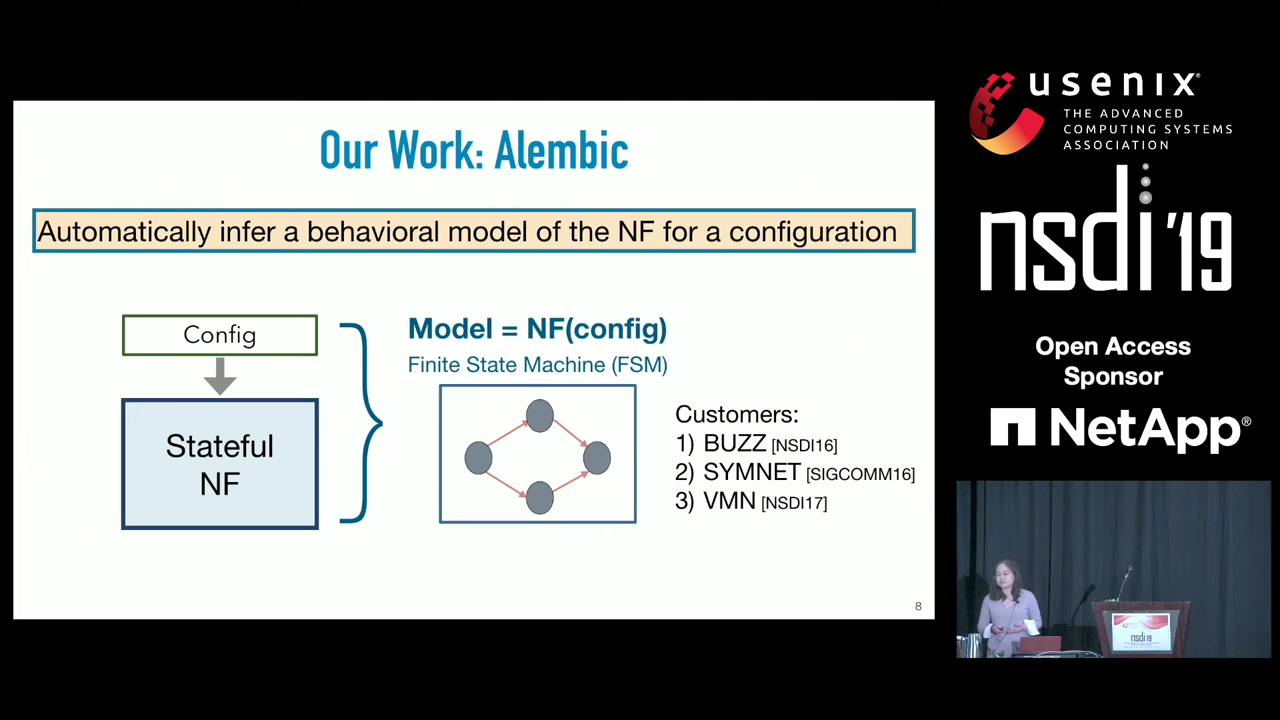 Our Work: Alembic
Automatically infer a behavioral model of the NF for a configuration
Config
Stateful
NF
Model = NF(config)
Finite State Machine (FSM)
Customers:
1) BUZZ [NSDI16]
2) SYMNET [SIGCOMM16]
3) VMN [NSDI17]
8
usenix®
THE ADVANCED
COMPUTING SYSTEMS
ASSOCIATION
nsdi '19
Open Access
Sponsor
NetApp®
nsdi'19